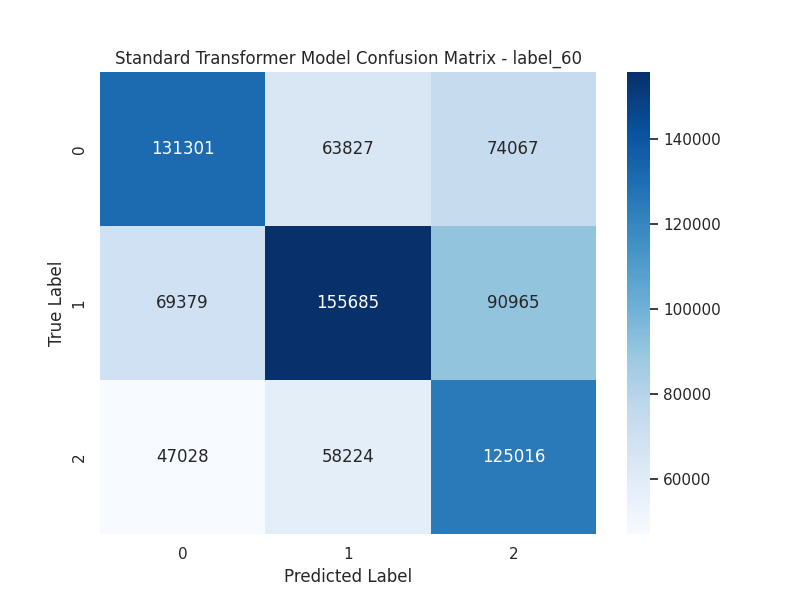 Standard Transformer Model Confusion Matrix - label_60
0 131301 63827 74067
1 69379 155685 90965
2 47028 58224 125016
0 1 2
Predicted Label
True Label
140000
120000
100000
80000
60000